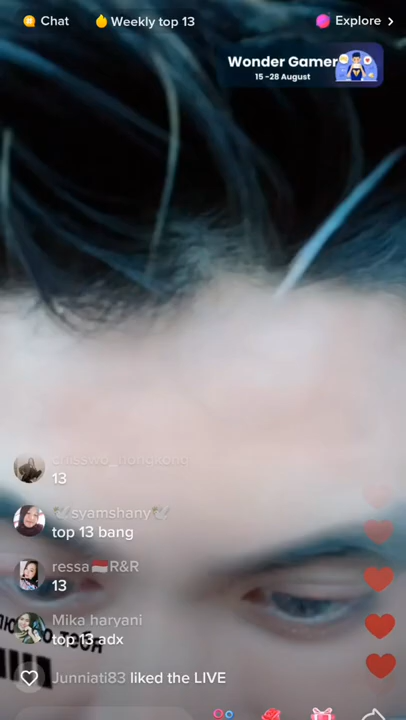 Chat
Weekly top 13
Explore >
Wonder Gamer
15 -28 August
13
syamshany
top 13 bang
ressa R&R
13
Mika haryani
top 13 adx
Junniati83 liked the LIVE